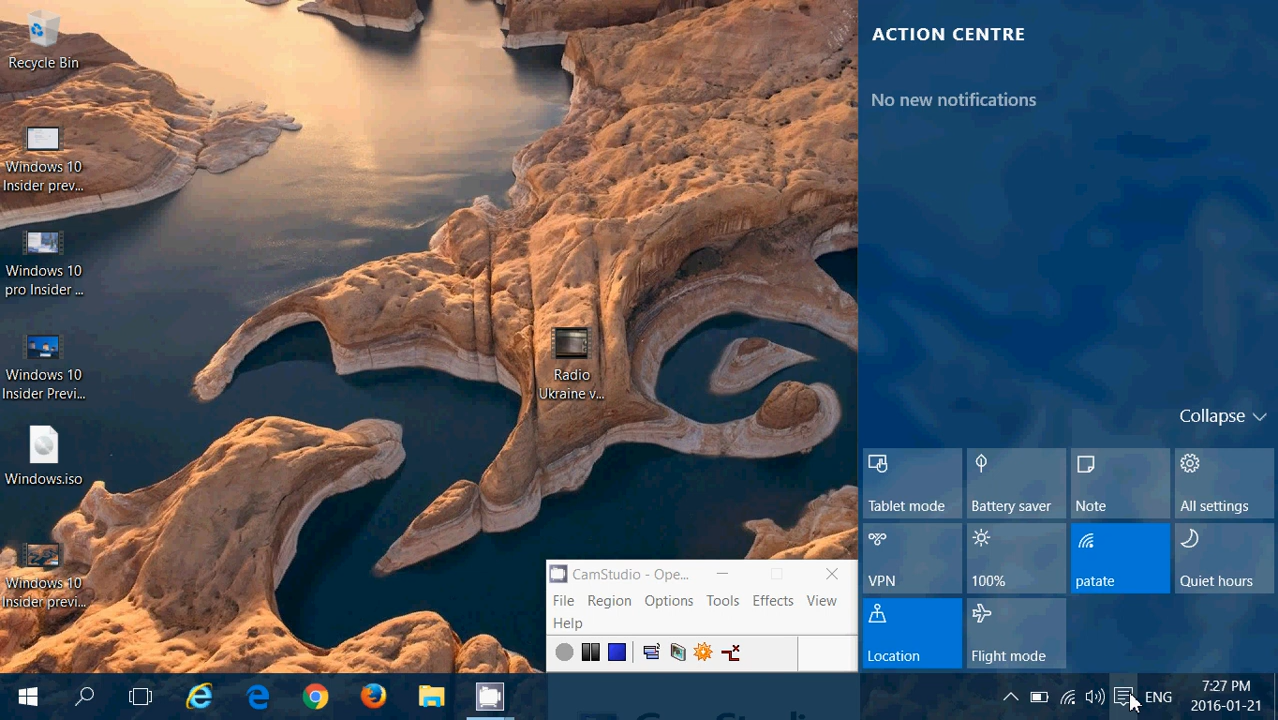 Recycle Bin
Windows 10
Insider prev...
Windows 10
pro Insider ...
Windows 10
Insider Previ...
Windows.iso
Windows 10
Insider previ...
Radio
Ukraine v...
CamStudio - Ope...
File Region Options Tools Effects View
Help
ACTION CENTRE
No new notifications
Collapse
Tablet mode
Battery saver
Note
All settings
VPN
100%
patate
Quiet hours
Location
Flight mode
CamStudio
ENG
7:27 PM
2016-01-21